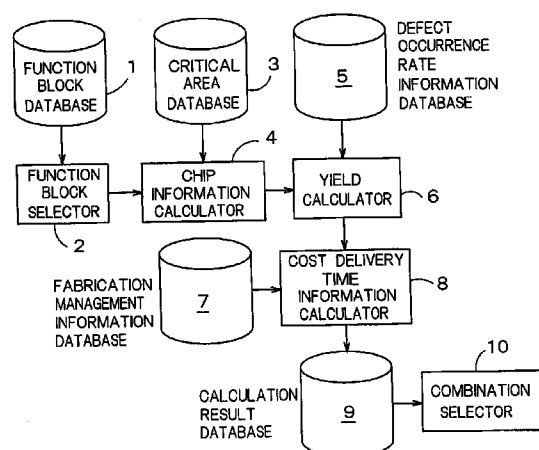 FUNCTION
BLOCK
DATABASE
1
CRITICAL
AREA
DATABASE
3
5
DEFECT
OCCURRENCE
RATE
INFORMATION
DATABASE
FUNCTION
BLOCK
SELECTOR
2
CHIP
INFORMATION
CALCULATOR
4
YIELD
CALCULATOR
6
FABRICATION
MANAGEMENT
INFORMATION
DATABASE
7
COST DELIVERY
TIME
INFORMATION
CALCULATOR
8
CALCULATION
RESULT
DATABASE
9
10
COMBINATION
SELECTOR